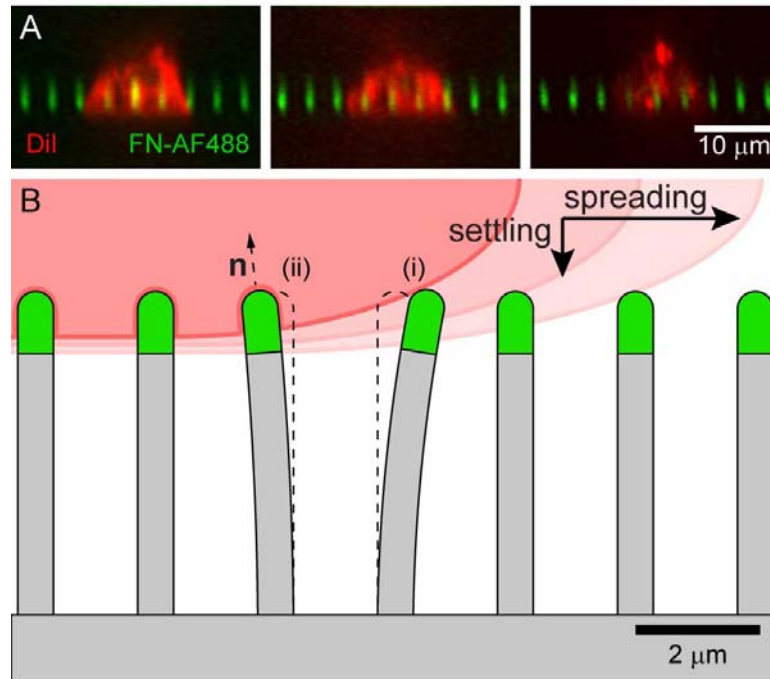 A
DiI
FN-AF488
10 μm
B
spreading
settling
n
(ii)
(i)
2 μm